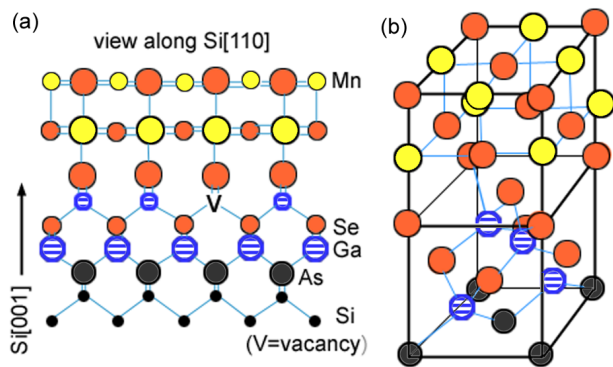 (a)
view along Si[110]
Mn
V
Se
Ga
As
Si
(V=vacancy)
Si[001]
(b)